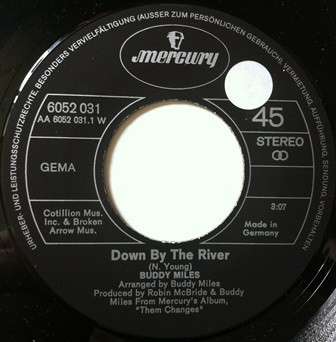 URHEBER- UND LEISTUNGSSCHUTZRECHTE, BESONDERS VERVIELFÄLTIGUNG (AUSSER ZUM PERSÖNLICHEN GEBRAUCH), VERMIETUNG, AUFFÜHRUNG, SENDUNG, VORBEHALTEN
mercury
6052 031
AA 6052 031.1 W
45
STEREO
GEMA
Cotillion Mus.
Inc. & Broken
Arrow Mus.
3:07
Made in
Germany
Down By The River
(N. Young)
BUDDY MILES
Arranged by Buddy Miles
Produced by Robin McBride & Buddy
Miles From Mercury's Album,
"Them Changes"